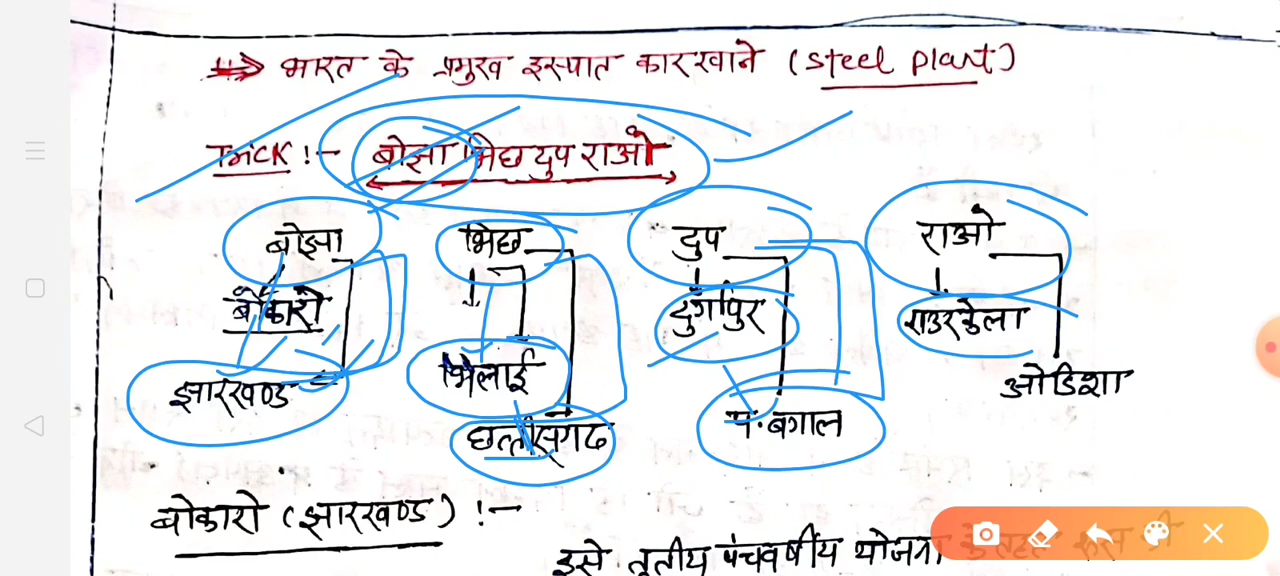 ⇒ भारत के प्रमुख इस्पात कारखाने (steel plant)
Trick :- बोझा भिछ दुप राओ
बोझा भिछ दुप राओ
बोकारो दुर्गापुर राउरकेला
झारखण्ड भिलाई ओडिशा
छत्तीसगढ प. बंगाल
बोकारो (झारखण्ड) :-
इसे तृतीय पंचवर्षीय योजना